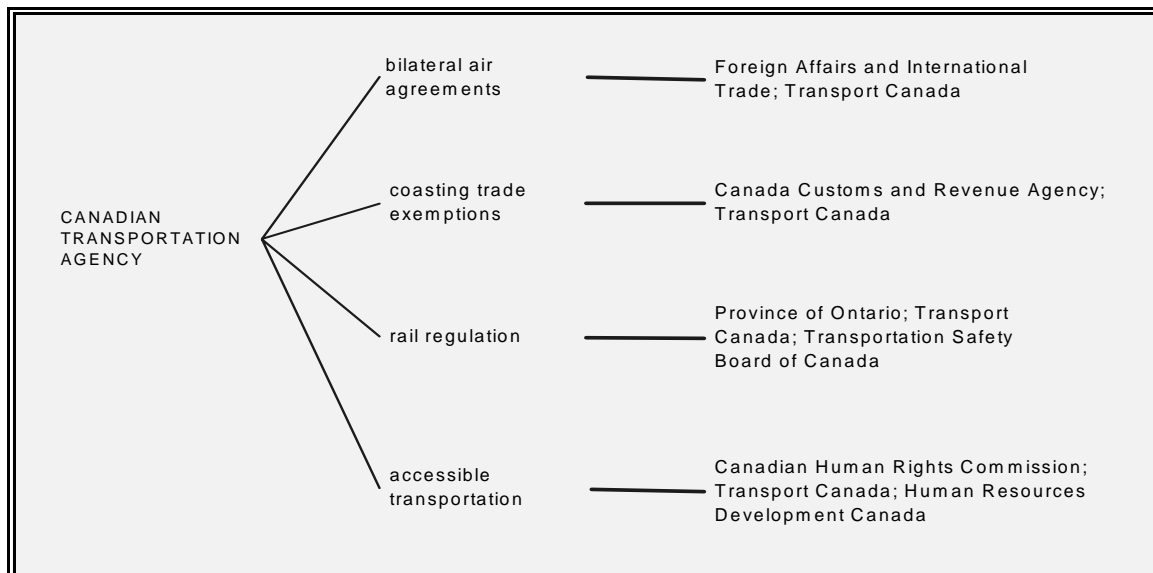 bilateral air
agreements
Foreign Affairs and International
Trade; Transport Canada
coasting trade
exemptions
Canada Customs and Revenue Agency;
Transport Canada
CANADIAN
TRANSPORTATION
AGENCY
rail regulation
Province of Ontario; Transport
Canada; Transportation Safety
Board of Canada
accessible
transportation
Canadian Human Rights Commission;
Transport Canada; Human Resources
Development Canada